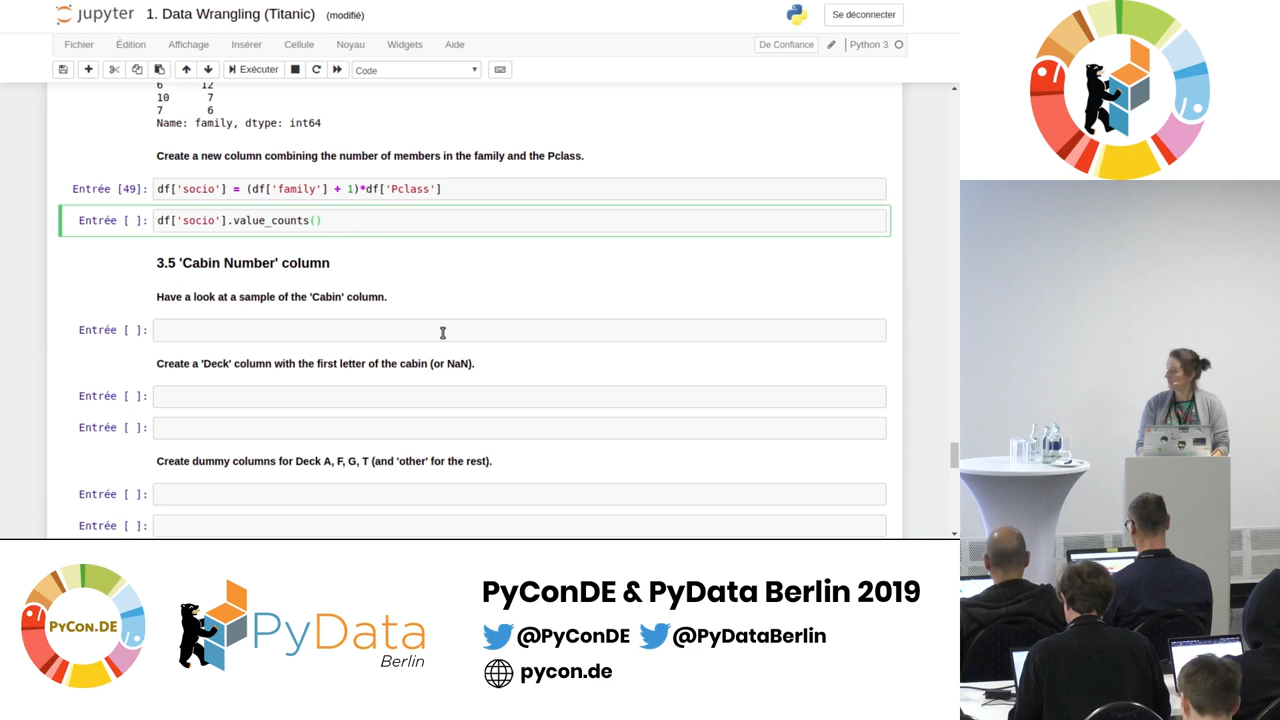 jupyter 1. Data Wrangling (Titanic) (modifié) Se déconnecter
Fichier Édition Affichage Insérer Cellule Noyau Widgets Aide De Confiance Python 3
Exécuter Code
6 12
10 7
7 6
Name: family, dtype: int64
Create a new column combining the number of members in the family and the Pclass.
Entrée [49]: df['socio'] = (df['family'] + 1)*df['Pclass']
Entrée [ ]: df['socio'].value_counts()
3.5 'Cabin Number' column
Have a look at a sample of the 'Cabin' column.
Entrée [ ]:
Create a 'Deck' column with the first letter of the cabin (or NaN).
Entrée [ ]:
Entrée [ ]:
Create dummy columns for Deck A, F, G, T (and 'other' for the rest).
Entrée [ ]:
Entrée [ ]:
PyCon.DE
PyData
Berlin
PyConDE & PyData Berlin 2019
@PyConDE @PyDataBerlin
pycon.de